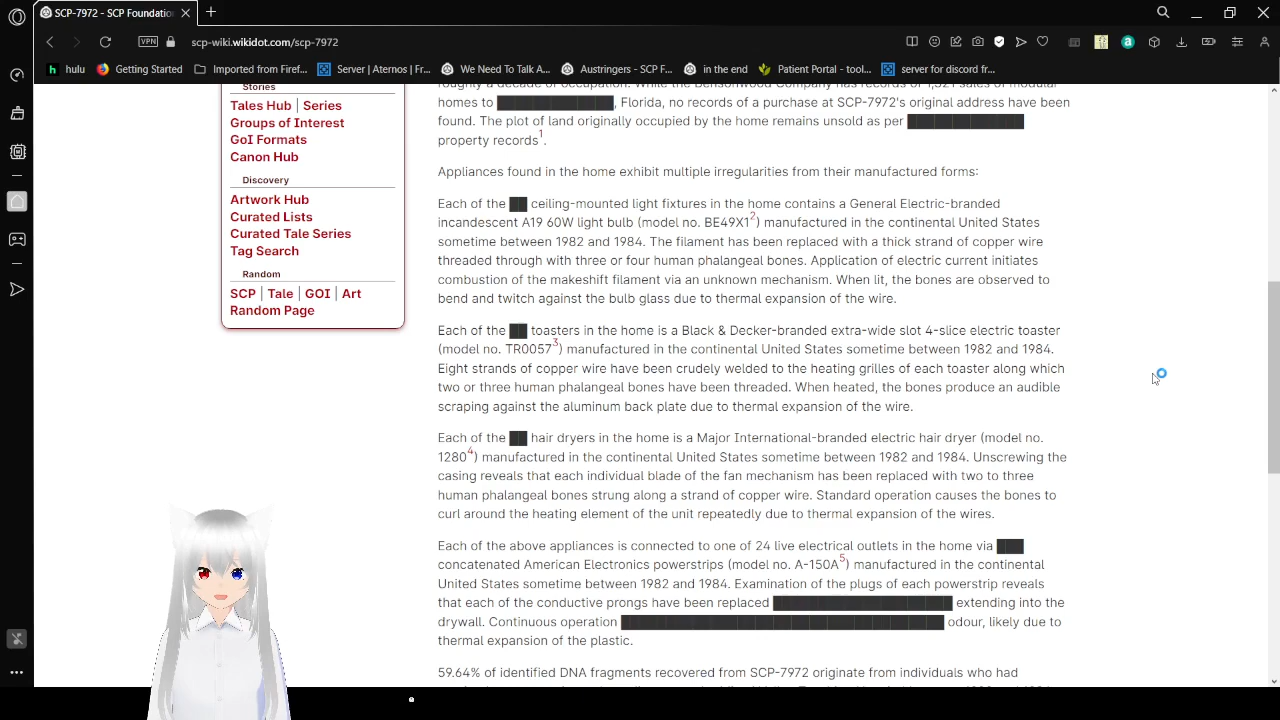 SCP-7972 - SCP Foundatio
scp-wiki.wikidot.com/scp-7972
VPN
hulu
Getting Started
Imported from Firef...
Server | Aternos | Fr...
We Need To Talk A...
Austringers - SCP F...
in the end
Patient Portal - tool...
server for discord fr...
Stories
Tales Hub | Series
Groups of Interest
GoI Formats
Canon Hub
Discovery
Artwork Hub
Curated Lists
Curated Tale Series
Tag Search
Random
SCP | Tale | GOI | Art
Random Page
roughly a decade of occupation. While the Bensonwood Company has records of 1,321 sales of modular
homes to █████████████, Florida, no records of a purchase at SCP-7972's original address have been
found. The plot of land originally occupied by the home remains unsold as per █████████████
property records1.
Appliances found in the home exhibit multiple irregularities from their manufactured forms:
Each of the ██ ceiling-mounted light fixtures in the home contains a General Electric-branded
incandescent A19 60W light bulb (model no. BE49X12) manufactured in the continental United States
sometime between 1982 and 1984. The filament has been replaced with a thick strand of copper wire
threaded through with three or four human phalangeal bones. Application of electric current initiates
combustion of the makeshift filament via an unknown mechanism. When lit, the bones are observed to
bend and twitch against the bulb glass due to thermal expansion of the wire.
Each of the ██ toasters in the home is a Black & Decker-branded extra-wide slot 4-slice electric toaster
(model no. TR00573) manufactured in the continental United States sometime between 1982 and 1984.
Eight strands of copper wire have been crudely welded to the heating grilles of each toaster along which
two or three human phalangeal bones have been threaded. When heated, the bones produce an audible
scraping against the aluminum back plate due to thermal expansion of the wire.
Each of the ██ hair dryers in the home is a Major International-branded electric hair dryer (model no.
12804) manufactured in the continental United States sometime between 1982 and 1984. Unscrewing the
casing reveals that each individual blade of the fan mechanism has been replaced with two to three
human phalangeal bones strung along a strand of copper wire. Standard operation causes the bones to
curl around the heating element of the unit repeatedly due to thermal expansion of the wires.
Each of the above appliances is connected to one of 24 live electrical outlets in the home via ███
concatenated American Electronics powerstrips (model no. A-150A5) manufactured in the continental
United States sometime between 1982 and 1984. Examination of the plugs of each powerstrip reveals
that each of the conductive prongs have been replaced ████████████████████ extending into the
drywall. Continuous operation ████████████████████████████████████ odour, likely due to
thermal expansion of the plastic.
59.64% of identified DNA fragments recovered from SCP-7972 originate from individuals who had